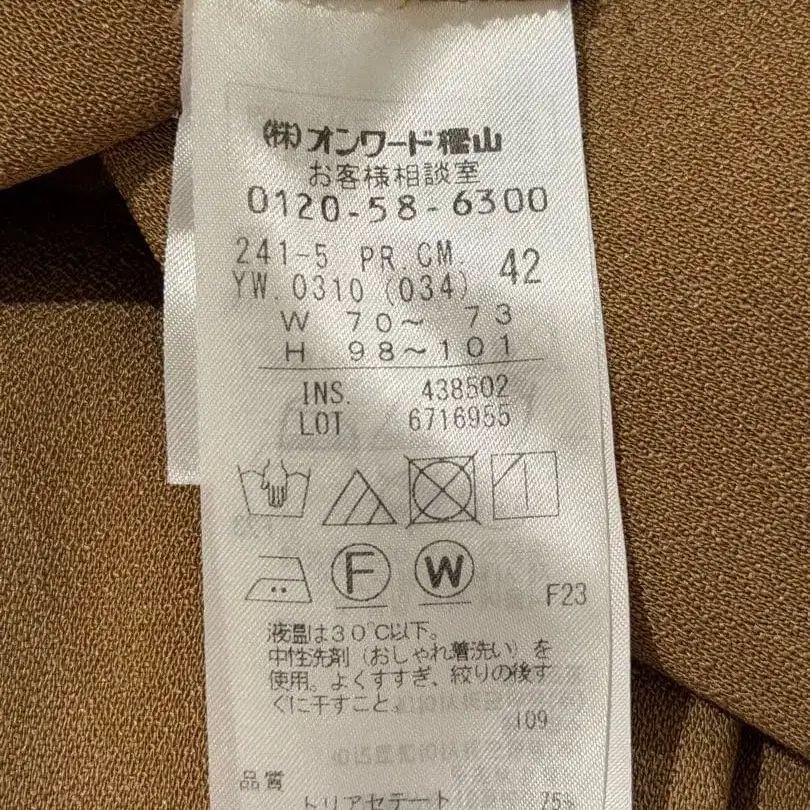 (株)オンワード樫山
お客様相談室
0120-58-6300
241-5 PR.CM. 42
YW.0310(034)
W 70〜 73
H 98〜101
INS. 438502
LOT 6716955
F W
F23
液温は30℃以下。
中性洗剤(おしゃれ着洗い)を
使用。よくすすぎ、絞りの後す
ぐに干すこと。
109
品質
トリアセテート 75%